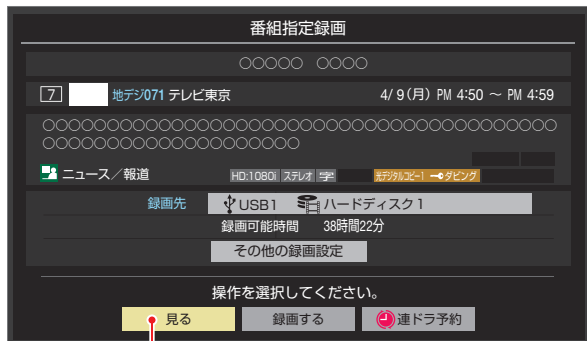 番組指定録画
○○○○○ ○○○○
7 地デジ071 テレビ東京 4/ 9(月) PM 4:50 ～ PM 4:59
○○○○○○○○○○○○○○○○○○○○○○○○○○○○○○○○○○○○○○○○
○○○○○○○○○○○○○○○○○○○○
ニュース／報道 HD:1080i ステレオ 字 光デジタルコピー1 ダビング
録画先 USB1 ハードディスク1
録画可能時間 38時間22分
その他の録画設定
操作を選択してください。
見る 録画する 連ドラ予約